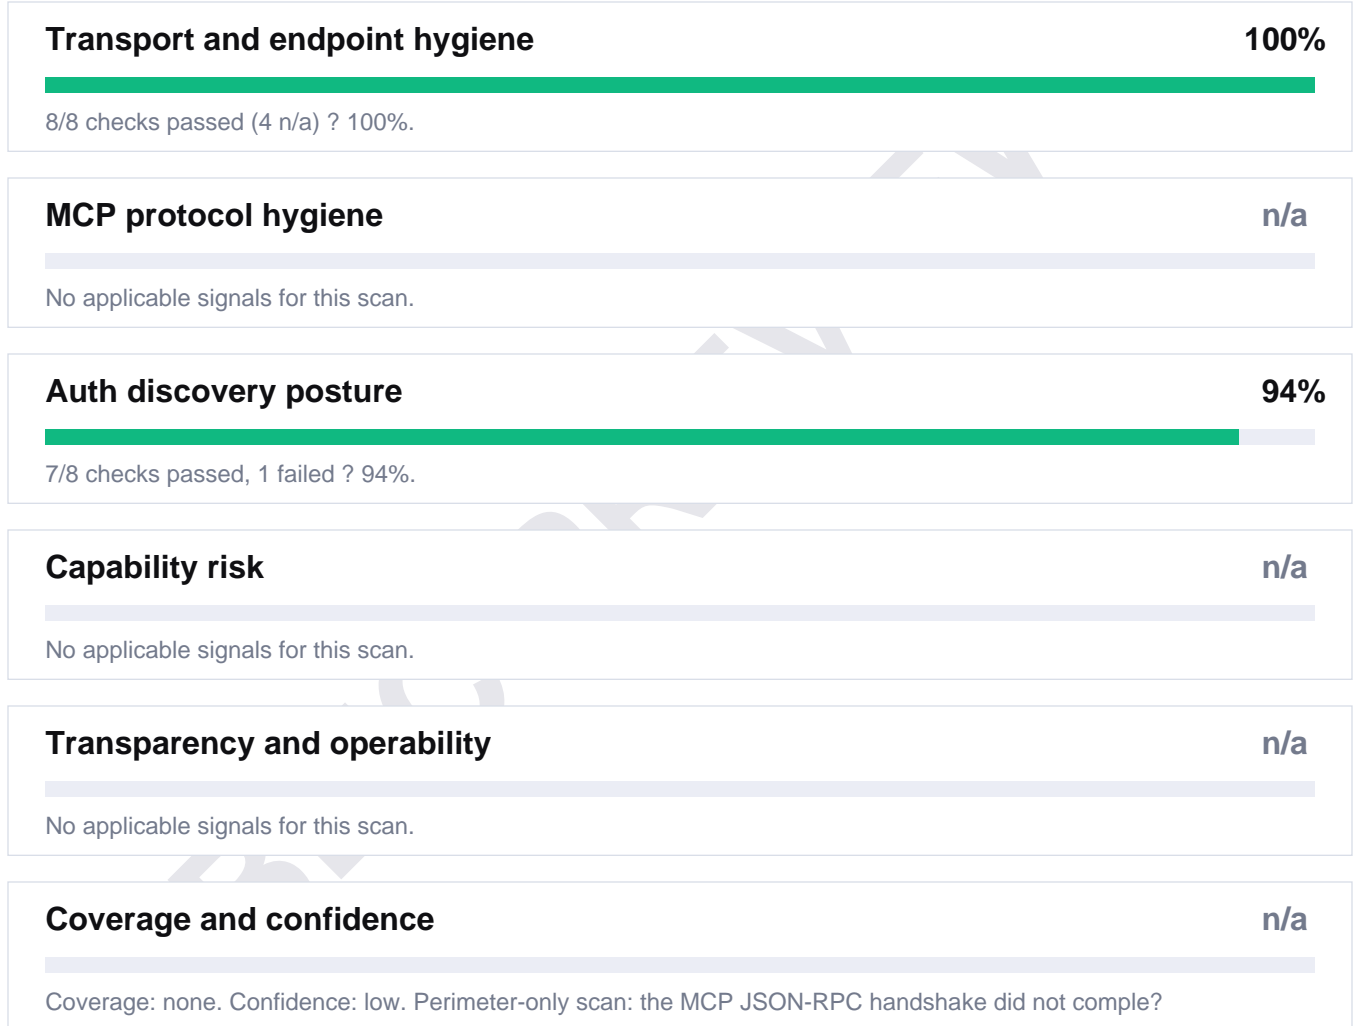 Transport and endpoint hygiene 100%
8/8 checks passed (4 n/a) ? 100%.
MCP protocol hygiene n/a
No applicable signals for this scan.
Auth discovery posture 94%
7/8 checks passed, 1 failed ? 94%.
Capability risk n/a
No applicable signals for this scan.
Transparency and operability n/a
No applicable signals for this scan.
Coverage and confidence n/a
Coverage: none. Confidence: low. Perimeter-only scan: the MCP JSON-RPC handshake did not comple?